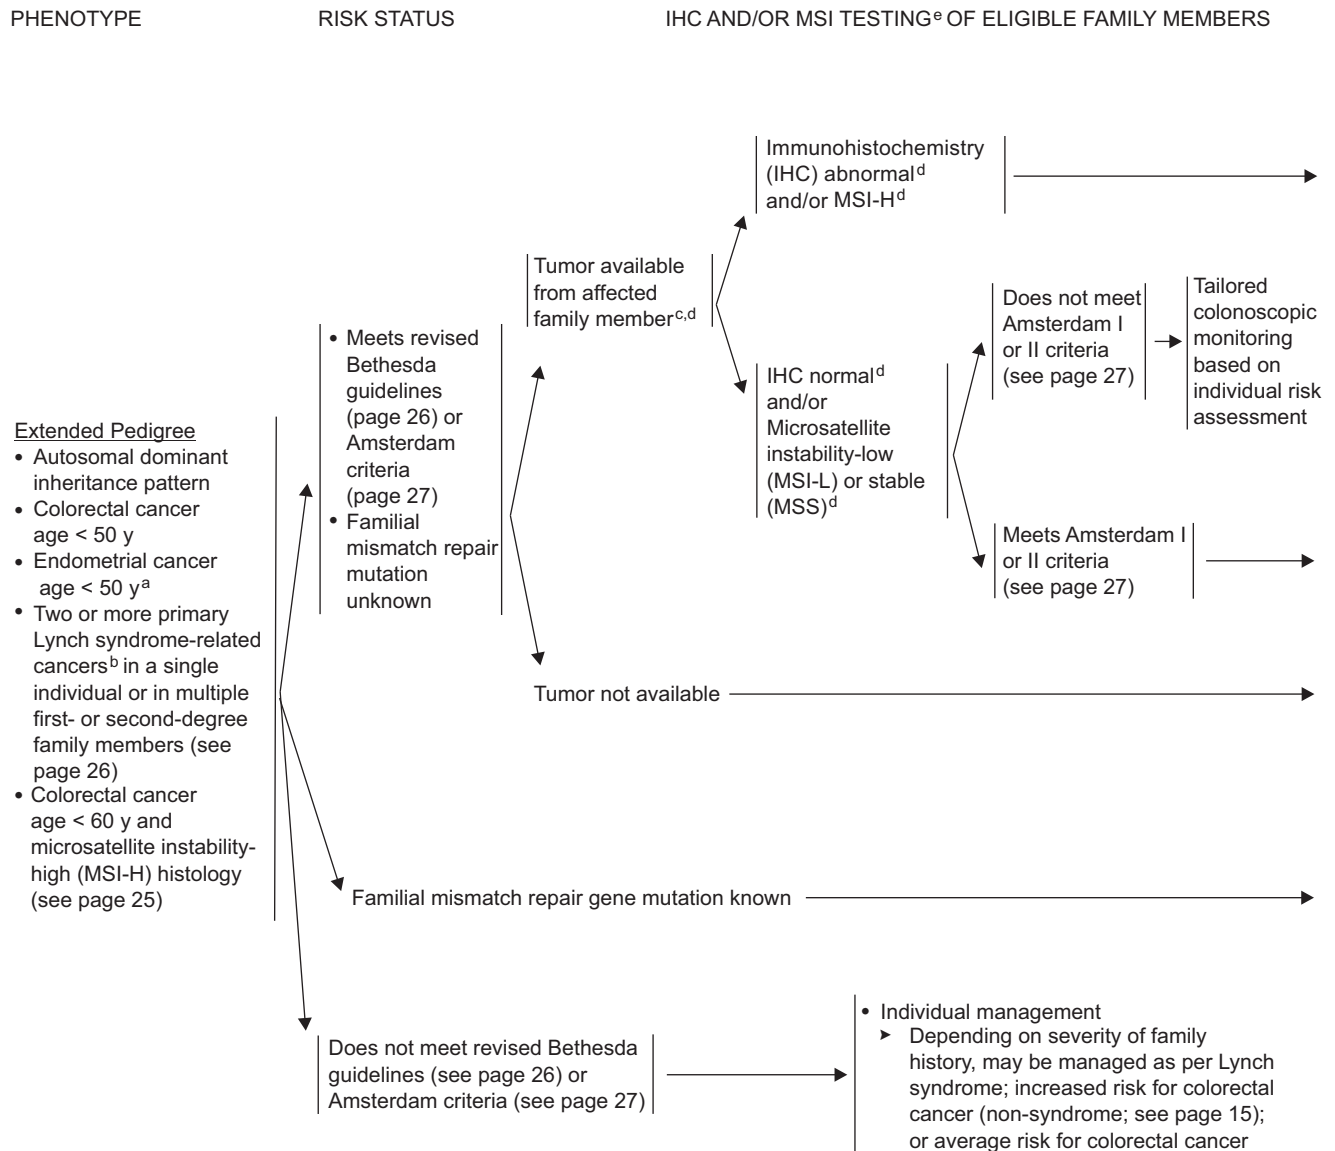 PHENOTYPE
RISK STATUS
IHC AND/OR MSI TESTINGe OF ELIGIBLE FAMILY MEMBERS
Extended Pedigree
• Autosomal dominant
inheritance pattern
• Colorectal cancer
age < 50 y
• Endometrial cancer
age < 50 ya
• Two or more primary
Lynch syndrome-related
cancersb in a single
individual or in multiple
first- or second-degree
family members (see
page 26)
• Colorectal cancer
age < 60 y and
microsatellite instability-
high (MSI-H) histology
(see page 25)
• Meets revised
Bethesda
guidelines
(page 26) or
Amsterdam
criteria
(page 27)
• Familial
mismatch repair
mutation
unknown
Tumor available
from affected
family memberc,d
Immunohistochemistry
(IHC) abnormald
and/or MSI-Hd
IHC normald
and/or
Microsatellite
instability-low
(MSI-L) or stable
(MSS)d
Does not meet
Amsterdam I
or II criteria
(see page 27)
Tailored
colonoscopic
monitoring
based on
individual risk
assessment
Meets Amsterdam I
or II criteria
(see page 27)
Tumor not available
Familial mismatch repair gene mutation known
Does not meet revised Bethesda
guidelines (see page 26) or
Amsterdam criteria (see page 27)
• Individual management
➤ Depending on severity of family
history, may be managed as per Lynch
syndrome; increased risk for colorectal
cancer (non-syndrome; see page 15);
or average risk for colorectal cancer